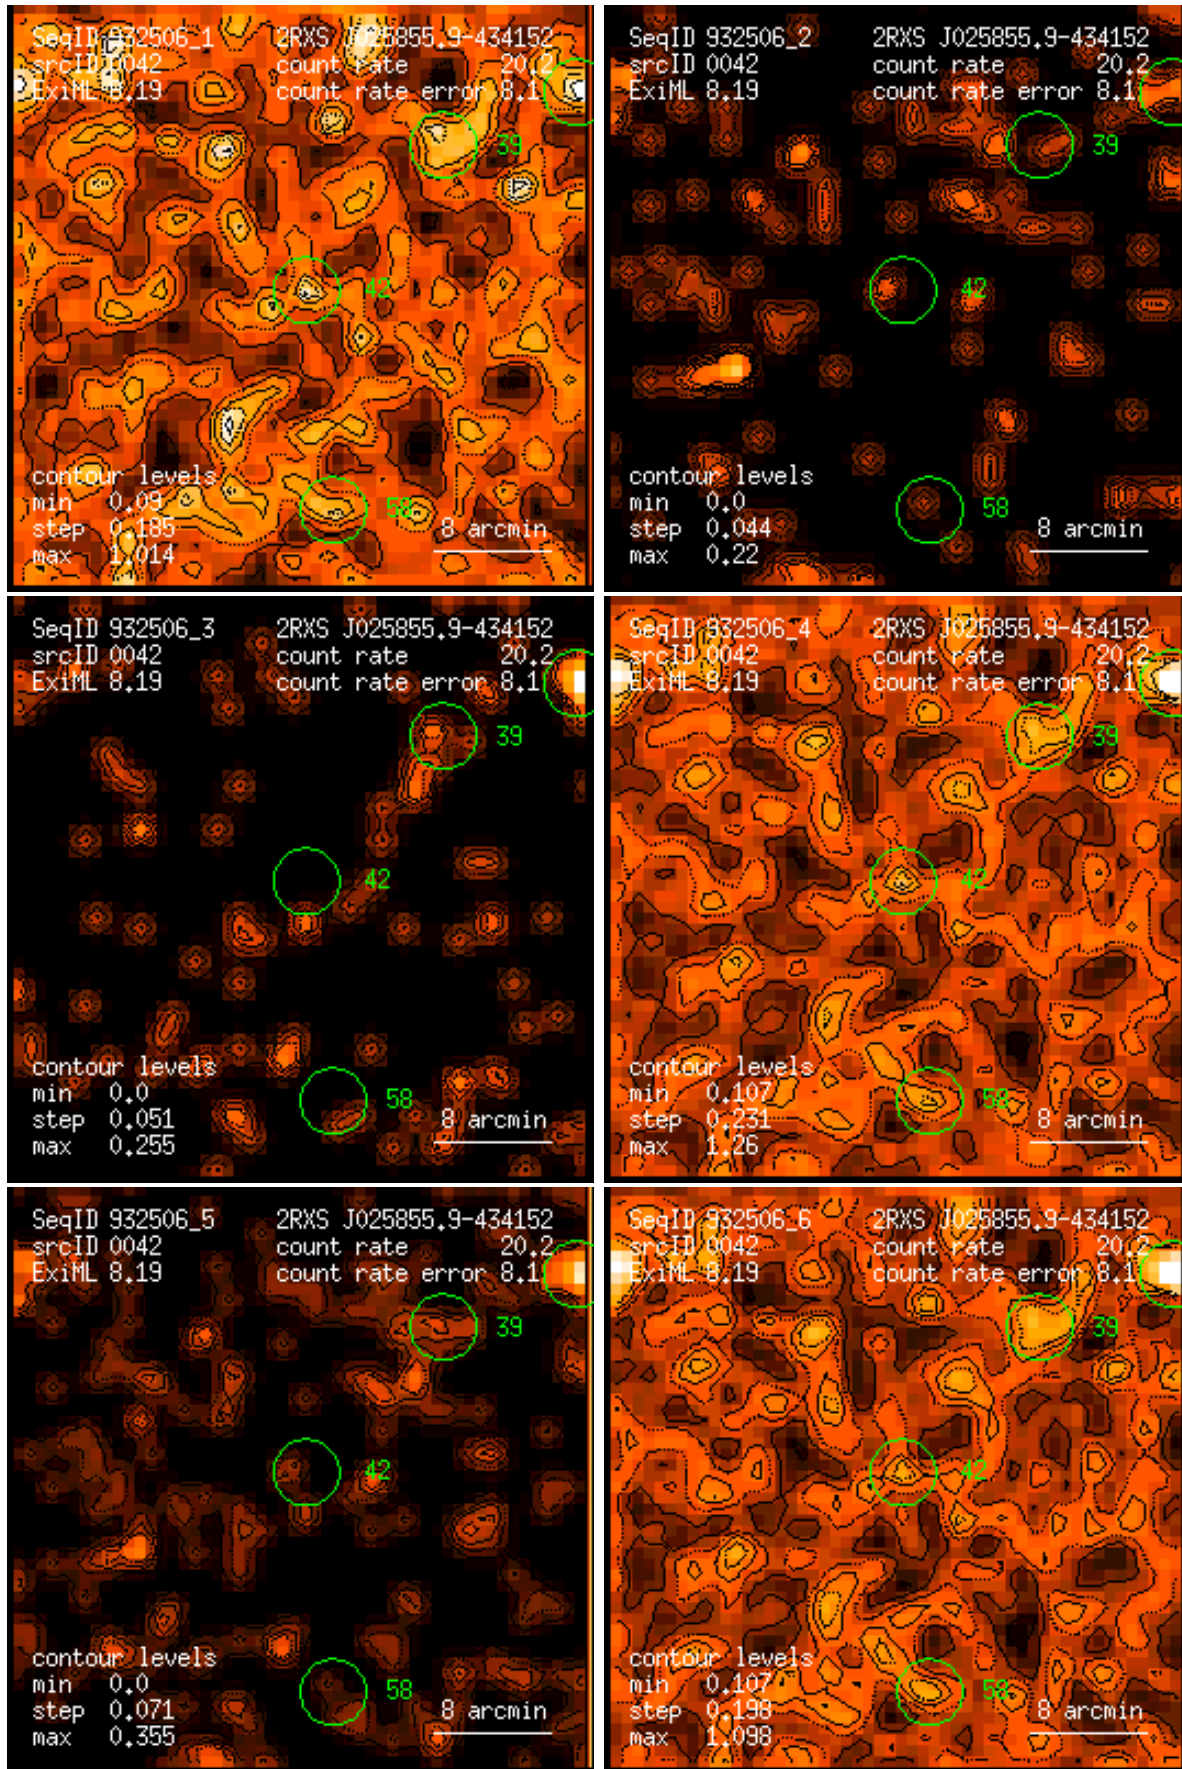 SeqID 932506_1 2RXS J025855.9-434152
srcID 0042 count rate 20.2
ExiML 8.19 count rate error 8.1
39
42
58
contour levels
min 0.09
step 0.185
max 1.014
8 arcmin
SeqID 932506_2 2RXS J025855.9-434152
srcID 0042 count rate 20.2
ExiML 8.19 count rate error 8.1
39
42
58
contour levels
min 0.0
step 0.044
max 0.22
8 arcmin
SeqID 932506_3 2RXS J025855.9-434152
srcID 0042 count rate 20.2
ExiML 8.19 count rate error 8.1
39
42
58
contour levels
min 0.0
step 0.051
max 0.255
8 arcmin
SeqID 932506_4 2RXS J025855.9-434152
srcID 0042 count rate 20.2
ExiML 8.19 count rate error 8.1
39
42
58
contour levels
min 0.107
step 0.231
max 1.26
8 arcmin
SeqID 932506_5 2RXS J025855.9-434152
srcID 0042 count rate 20.2
ExiML 8.19 count rate error 8.1
39
42
58
contour levels
min 0.0
step 0.071
max 0.355
8 arcmin
SeqID 932506_6 2RXS J025855.9-434152
srcID 0042 count rate 20.2
ExiML 8.19 count rate error 8.1
39
42
58
contour levels
min 0.107
step 0.198
max 1.098
8 arcmin